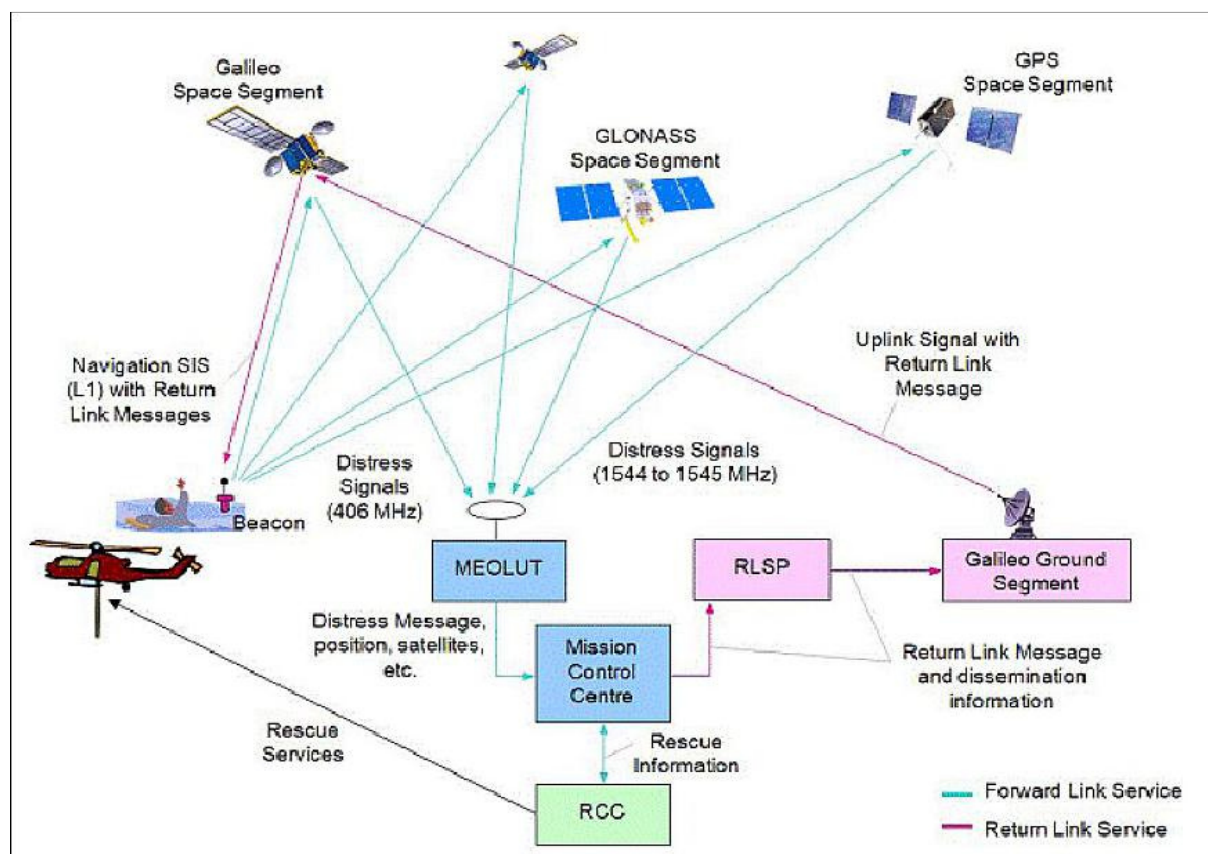 Galileo
Space Segment
GPS
Space Segment
GLONASS
Space Segment
Navigation SIS
(L1) with Return
Link Messages
Uplink Signal with
Return Link
Message
Distress
Signals
(406 MHz)
Distress Signals
(1544 to 1545 MHz)
Beacon
MEOLUT
RLSP
Galileo Ground
Segment
Distress Message,
position, satellites,
etc.
Mission
Control
Centre
Return Link Message
and dissemination
information
Rescue
Services
Rescue
Information
RCC
Forward Link Service
Return Link Service